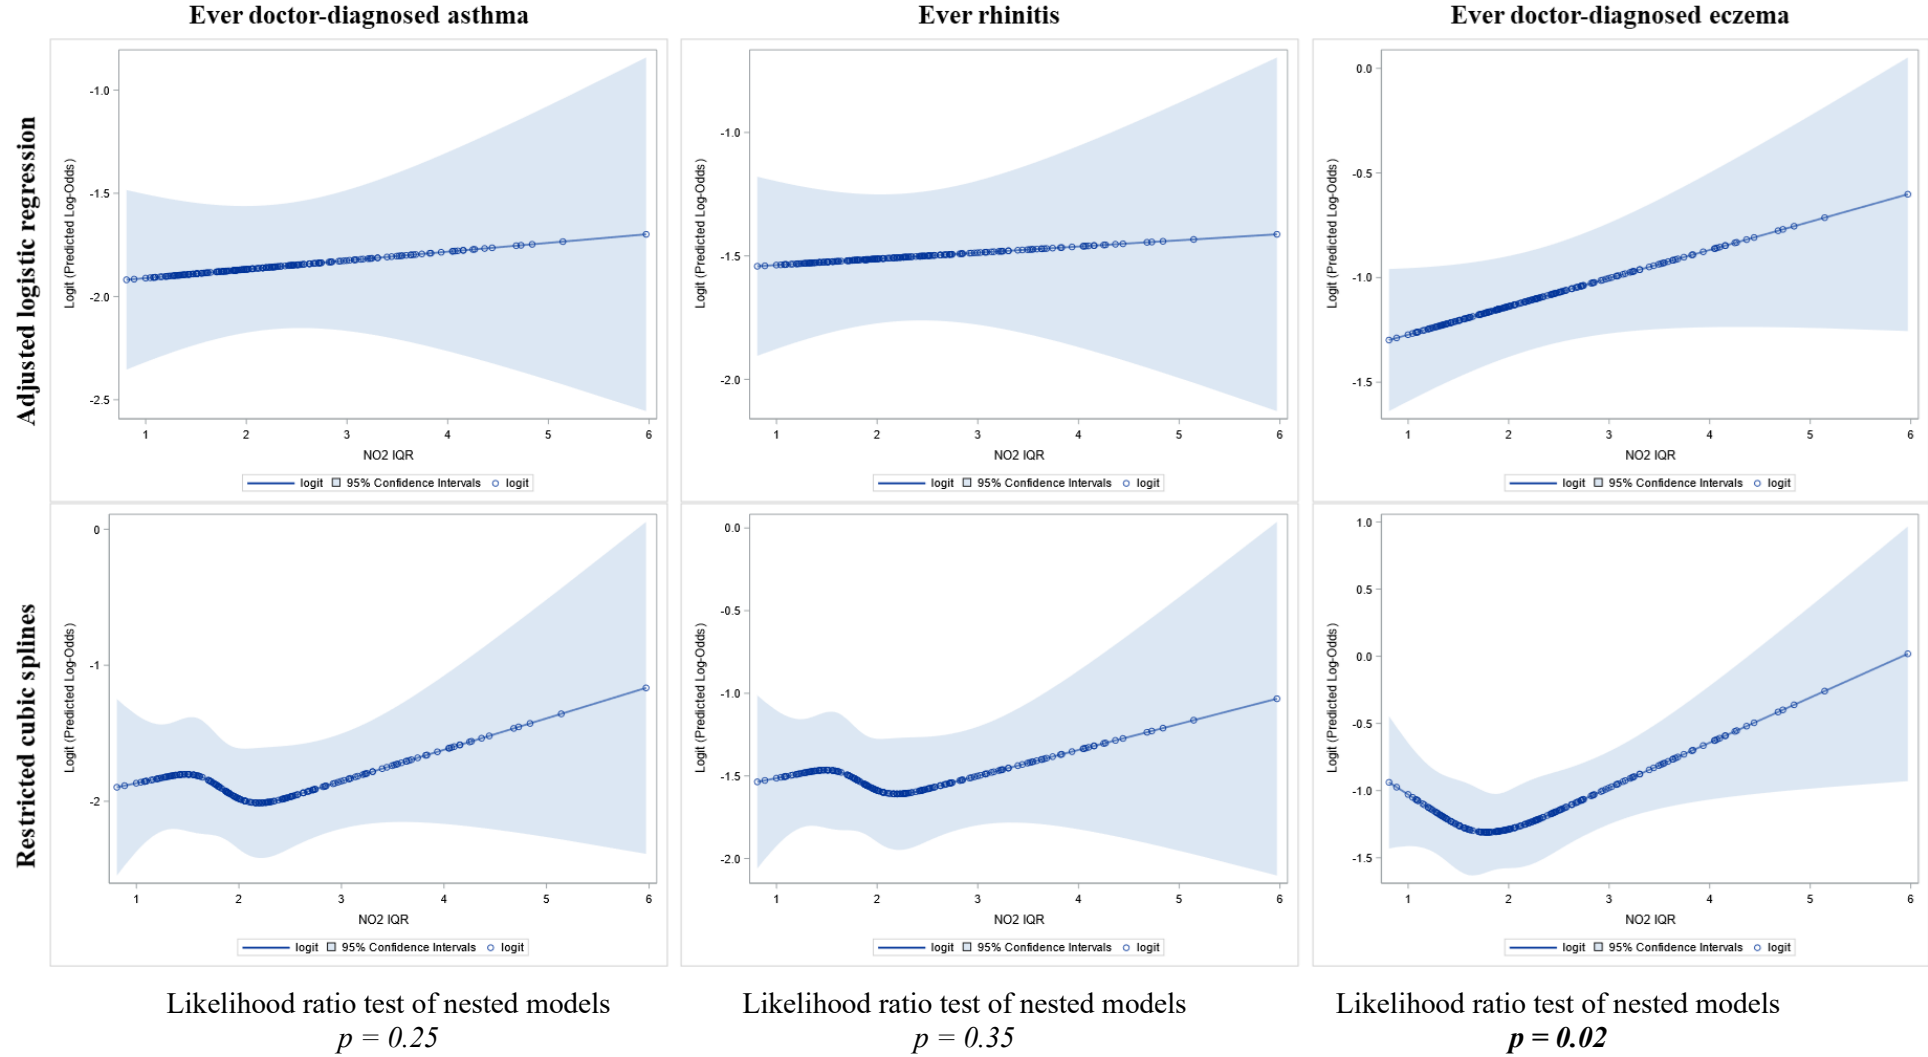 Ever doctor-diagnosed asthma
Ever rhinitis
Ever doctor-diagnosed eczema
Adjusted logistic regression
Logit (Predicted Log-Odds)
-1.0
-1.5
-2.0
-2.5
1 2 3 4 5 6
NO2 IQR
logit 95% Confidence Intervals logit
Logit (Predicted Log-Odds)
-1.0
-1.5
-2.0
1 2 3 4 5 6
NO2 IQR
logit 95% Confidence Intervals logit
Logit (Predicted Log-Odds)
0.0
-0.5
-1.0
-1.5
1 2 3 4 5 6
NO2 IQR
logit 95% Confidence Intervals logit
Restricted cubic splines
Logit (Predicted Log-Odds)
0
-1
-2
1 2 3 4 5 6
NO2 IQR
logit 95% Confidence Intervals logit
Logit (Predicted Log-Odds)
0.0
-0.5
-1.0
-1.5
-2.0
1 2 3 4 5 6
NO2 IQR
logit 95% Confidence Intervals logit
Logit (Predicted Log-Odds)
1.0
0.5
0.0
-0.5
-1.0
-1.5
1 2 3 4 5 6
NO2 IQR
logit 95% Confidence Intervals logit
Likelihood ratio test of nested models
p = 0.25
Likelihood ratio test of nested models
p = 0.35
Likelihood ratio test of nested models
p = 0.02